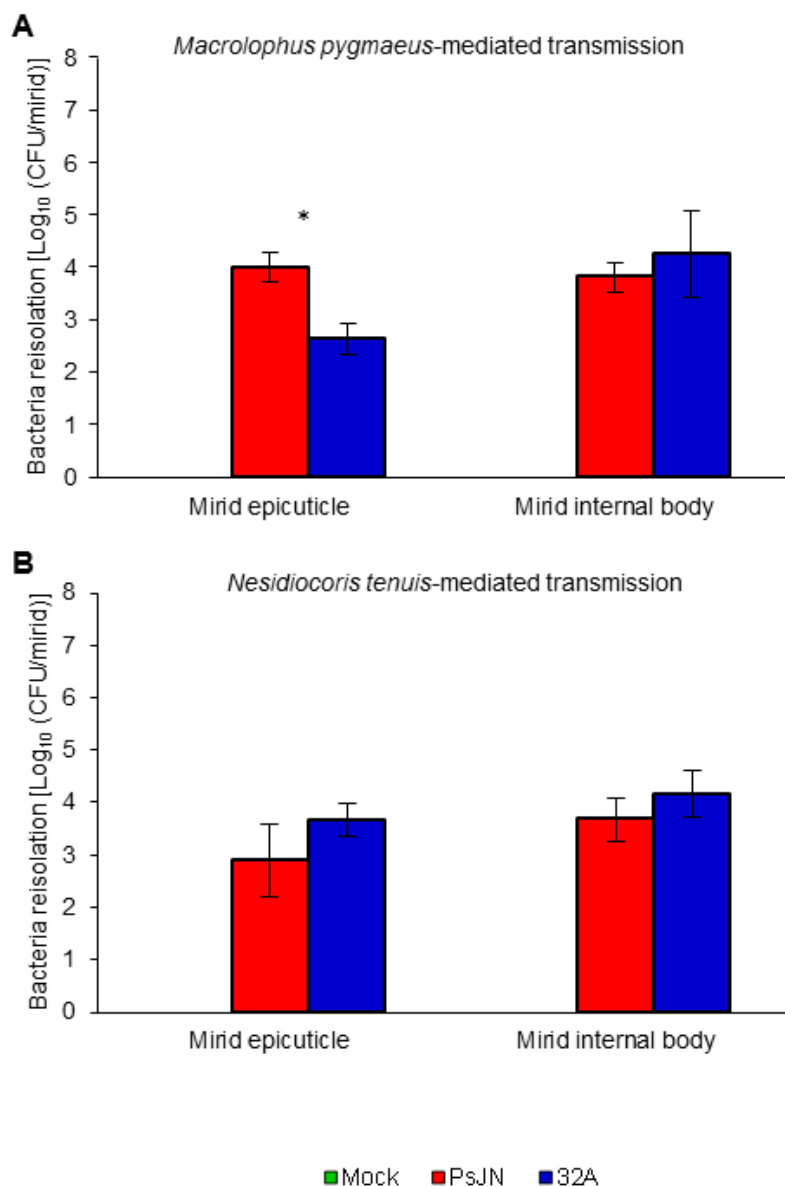 A
Macrolophus pygmaeus-mediated transmission
Bacteria reisolation [Log₁₀ (CFU/mirid)]
8
7
6
5
4
3
2
1
0
*
Mirid epicuticle Mirid internal body
B
Nesidiocoris tenuis-mediated transmission
Bacteria reisolation [Log₁₀ (CFU/mirid)]
8
7
6
5
4
3
2
1
0
Mirid epicuticle Mirid internal body
Mock PsJN 32A